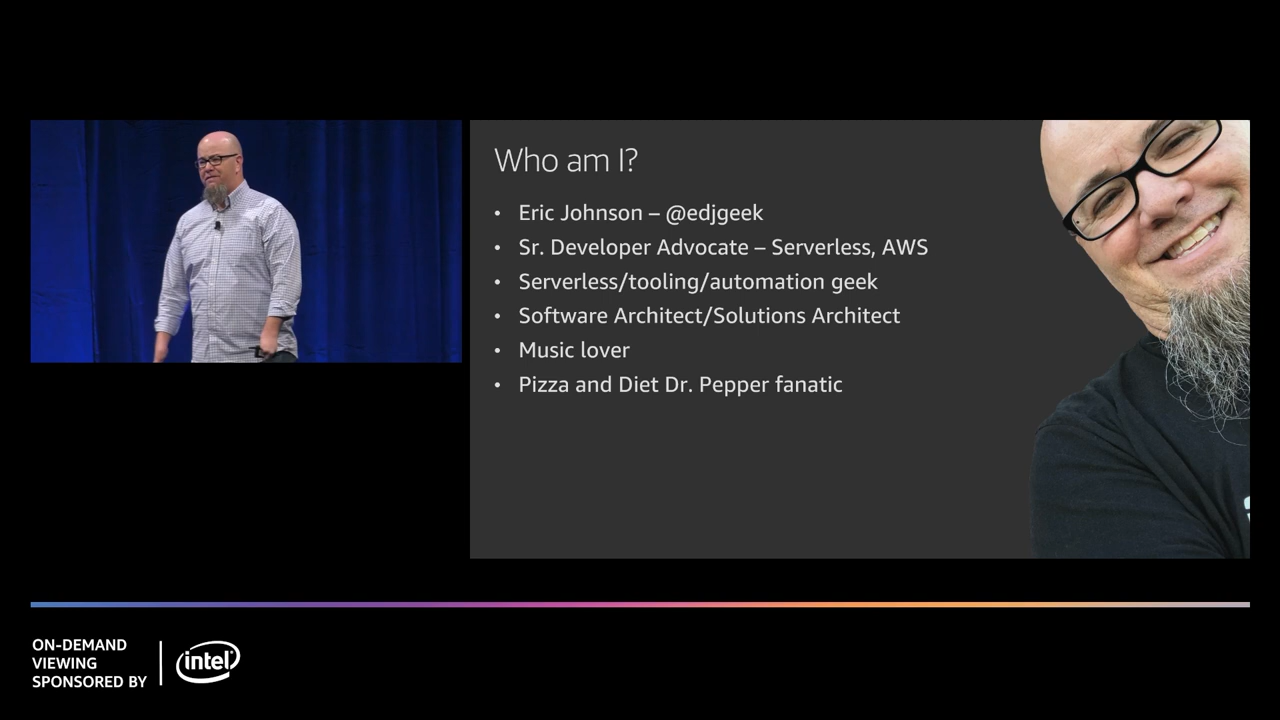 Who am I?
• Eric Johnson – @edjgeek
• Sr. Developer Advocate – Serverless, AWS
• Serverless/tooling/automation geek
• Software Architect/Solutions Architect
• Music lover
• Pizza and Diet Dr. Pepper fanatic
ON-DEMAND
VIEWING
SPONSORED BY
intel